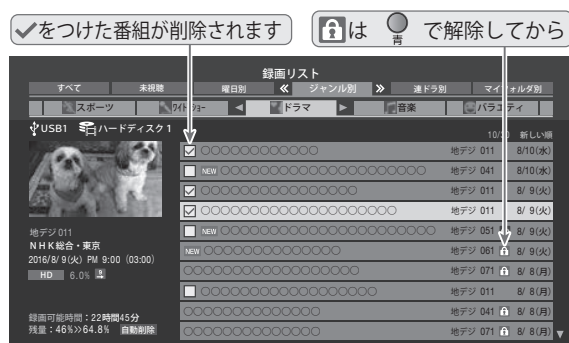 ✓をつけた番組が削除されます
は 青 で解除してから
録画リスト
すべて 未視聴 曜日別 ≪ ジャンル別 ≫ 連ドラ別 マイフォルダ別
スポーツ ◀ ドラマ ▶ 音楽 バラエティ
USB1 ハードディスク1
10/30 新しい順
✓ ○○○○○○○○○○○○ 地デジ 011 8/10(水)
NEW ○○○○○○○○○○○○○○○○○○○○ 地デジ 041 8/10(水)
✓ ○○○○○○○○○○○○○○○○ 地デジ 011 8/ 9(火)
✓ ○○○○○○○○○○○○○○○○○○○○ 地デジ 011 8/ 9(火)
NEW ○○○○○○○○○○○○○○○○○○○○○ 地デジ 051 8/ 9(火)
NEW ○○○○○○○○○○○○○ 地デジ 061 8/ 9(火)
○○○○○○○○○○○○○○○○○ 地デジ 071 8/ 8(月)
○○○○○○○○○○○○○○○○○○ 地デジ 011 8/ 8(月)
○○○○○○○○○○○○○ 地デジ 041 8/ 8(月)
○○○○○○○○○○○○○ 地デジ 071 8/ 8(月) ▼
地デジ 011
NHK総合・東京
2016/8/ 9(火) PM 9:00 (03:00)
HD 6.0%
録画可能時間：22時間45分
残量：46%≫64.8% 自動削除